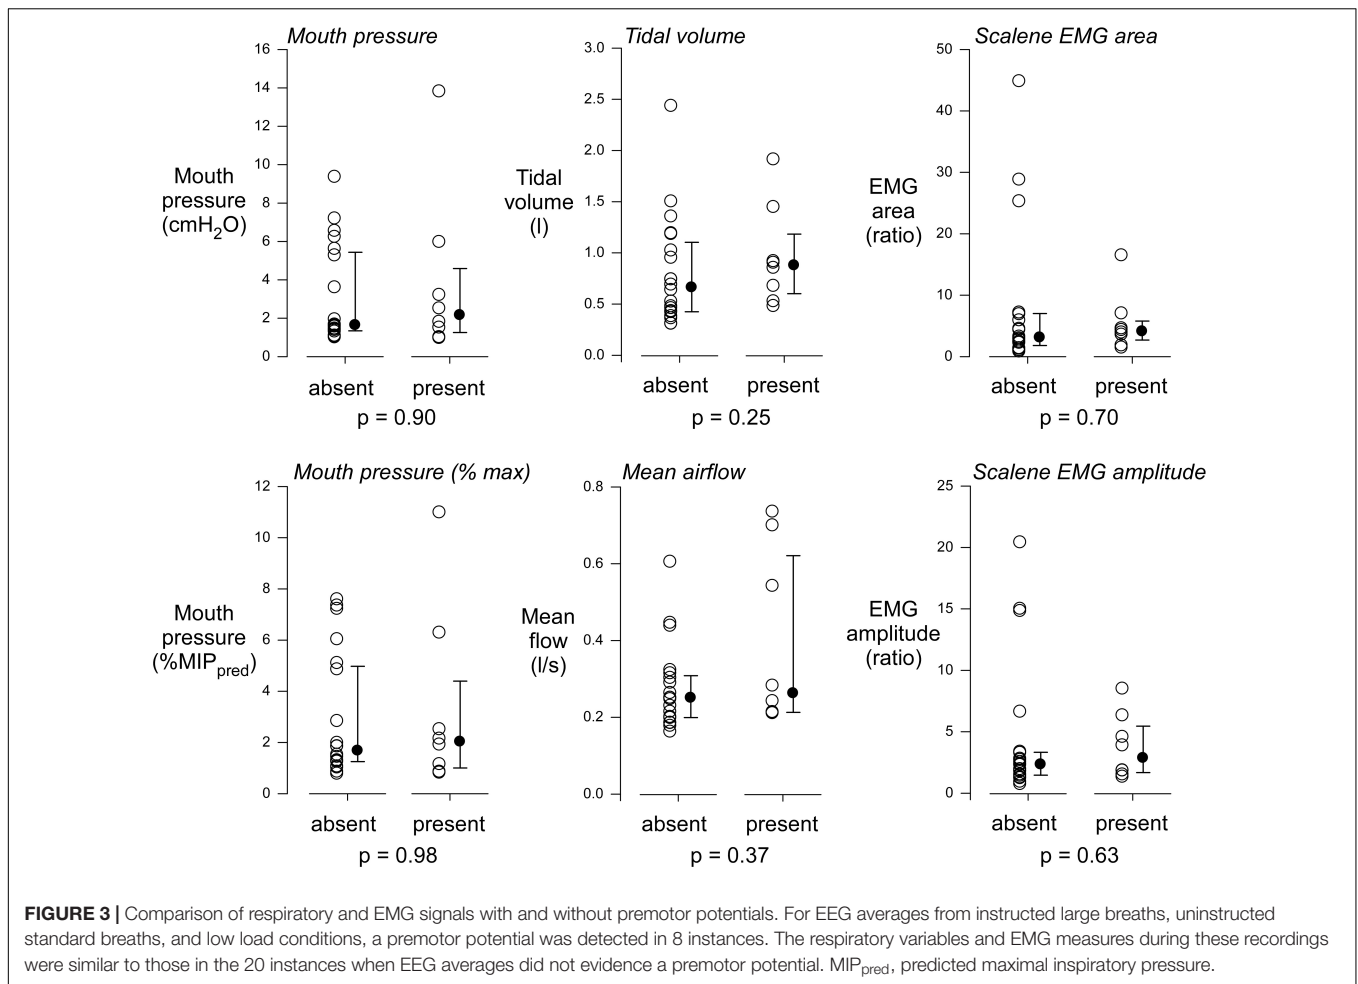 Mouth pressure
16
14
12
10
8
6
4
2
0
Mouth
pressure
(cmH2O)
absent present
p = 0.90
Tidal volume
3.0
2.5
2.0
1.5
1.0
0.5
0.0
Tidal
volume
(l)
absent present
p = 0.25
Scalene EMG area
50
40
30
20
10
0
EMG
area
(ratio)
absent present
p = 0.70
Mouth pressure (% max)
12
10
8
6
4
2
0
Mouth
pressure
(%MIPpred)
absent present
p = 0.98
Mean airflow
0.8
0.6
0.4
0.2
0.0
Mean
flow
(l/s)
absent present
p = 0.37
Scalene EMG amplitude
25
20
15
10
5
0
EMG
amplitude
(ratio)
absent present
p = 0.63
FIGURE 3 | Comparison of respiratory and EMG signals with and without premotor potentials. For EEG averages from instructed large breaths, uninstructed
standard breaths, and low load conditions, a premotor potential was detected in 8 instances. The respiratory variables and EMG measures during these recordings
were similar to those in the 20 instances when EEG averages did not evidence a premotor potential. MIPpred, predicted maximal inspiratory pressure.